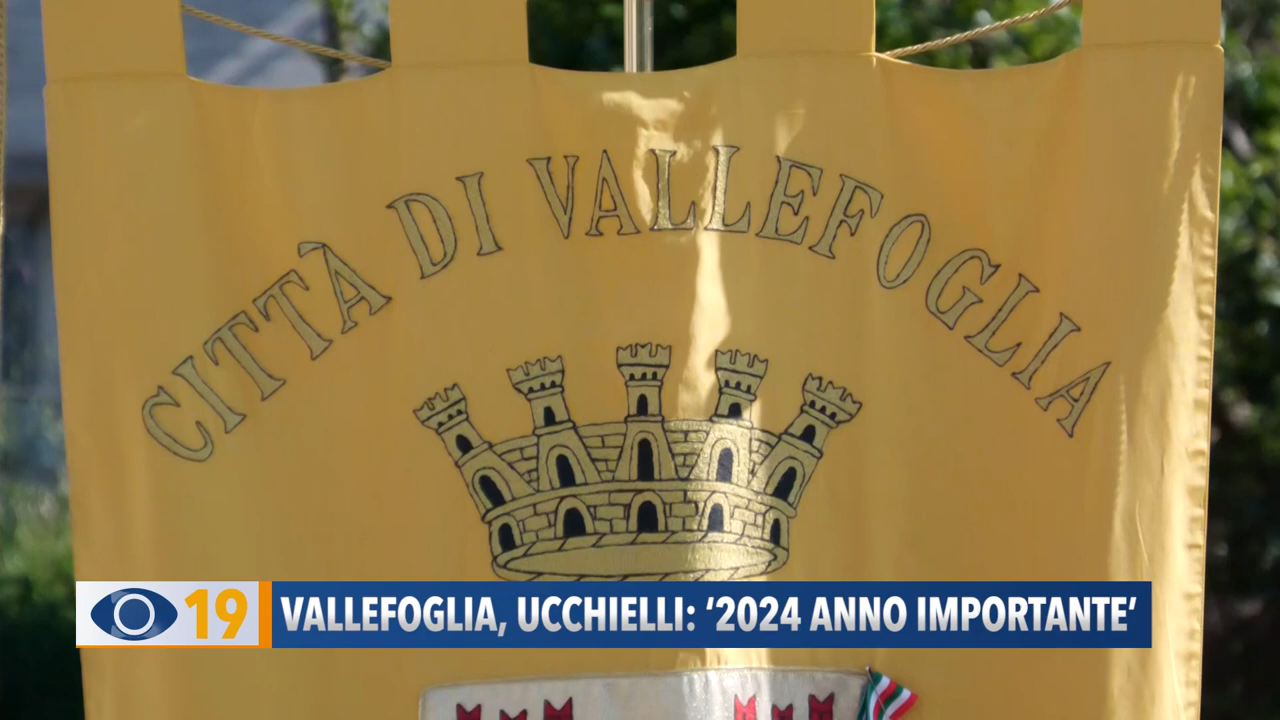 CITTÀ DI VALLEFOGLIA
19 VALLEFOGLIA, UCCHIELLI: ‘2024 ANNO IMPORTANTE’